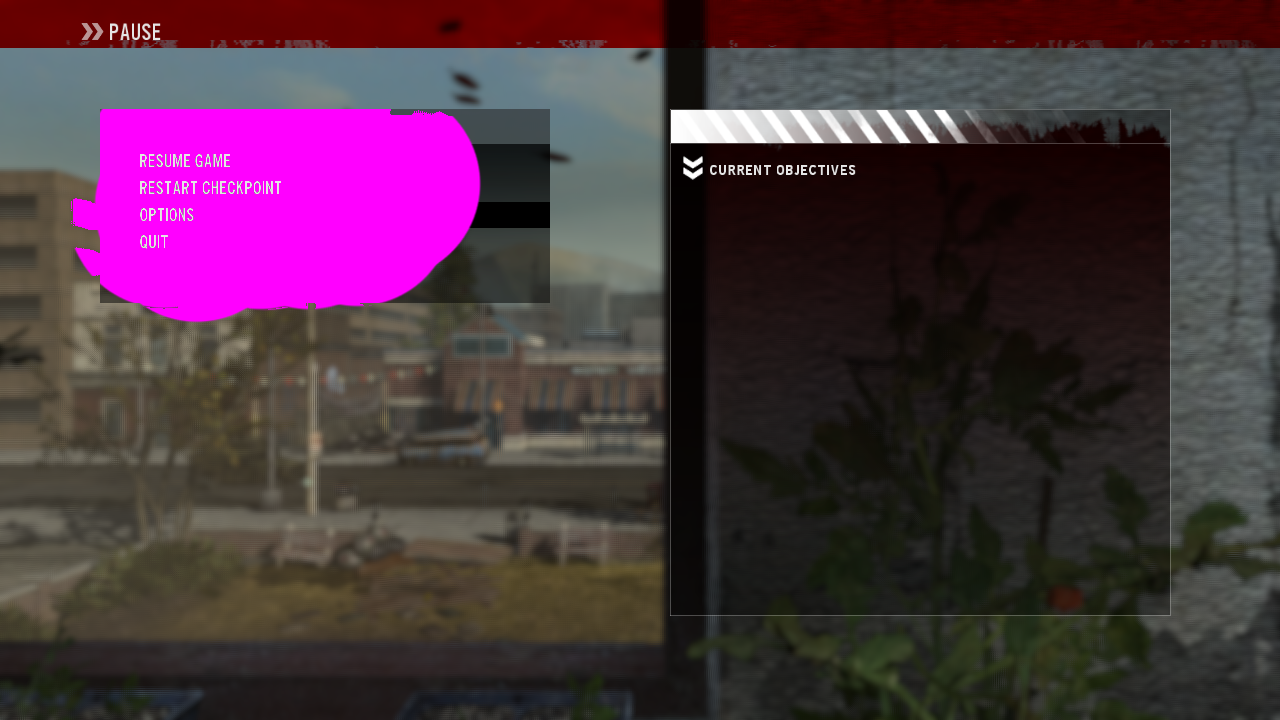 PAUSE
RESUME GAME
RESTART CHECKPOINT
OPTIONS
QUIT
CURRENT OBJECTIVES